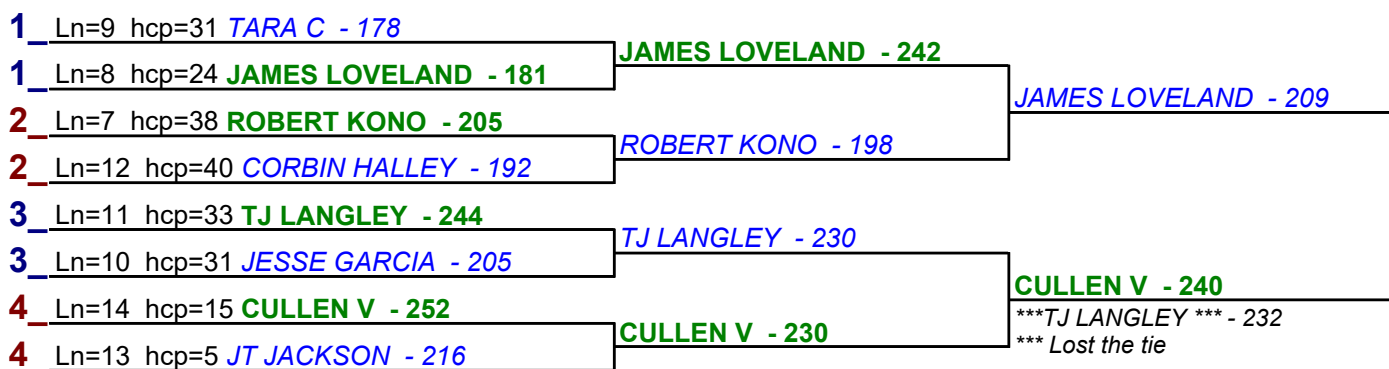 1_ Ln=9 hcp=31 TARA C - 178
1_ Ln=8 hcp=24 JAMES LOVELAND - 181
2_ Ln=7 hcp=38 ROBERT KONO - 205
2_ Ln=12 hcp=40 CORBIN HALLEY - 192
3_ Ln=11 hcp=33 TJ LANGLEY - 244
3_ Ln=10 hcp=31 JESSE GARCIA - 205
4_ Ln=14 hcp=15 CULLEN V - 252
4 Ln=13 hcp=5 JT JACKSON - 216
JAMES LOVELAND - 242
ROBERT KONO - 198
TJ LANGLEY - 230
CULLEN V - 230
JAMES LOVELAND - 209
CULLEN V - 240
***TJ LANGLEY *** - 232
*** Lost the tie